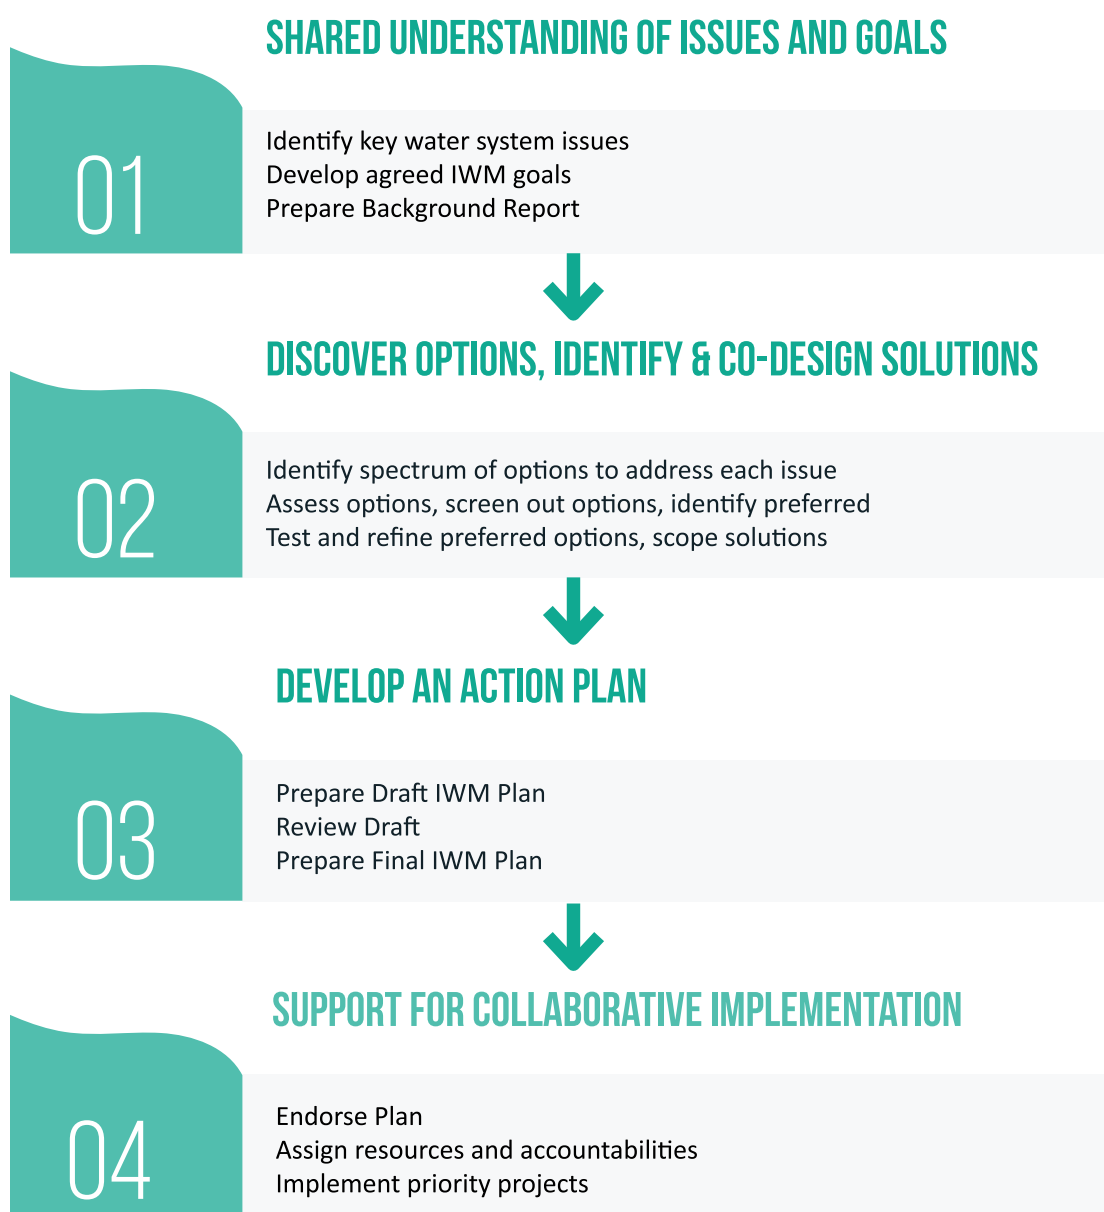 SHARED UNDERSTANDING OF ISSUES AND GOALS
01
Identify key water system issues
Develop agreed IWM goals
Prepare Background Report
DISCOVER OPTIONS, IDENTIFY & CO-DESIGN SOLUTIONS
02
Identify spectrum of options to address each issue
Assess options, screen out options, identify preferred
Test and refine preferred options, scope solutions
DEVELOP AN ACTION PLAN
03
Prepare Draft IWM Plan
Review Draft
Prepare Final IWM Plan
SUPPORT FOR COLLABORATIVE IMPLEMENTATION
04
Endorse Plan
Assign resources and accountabilities
Implement priority projects